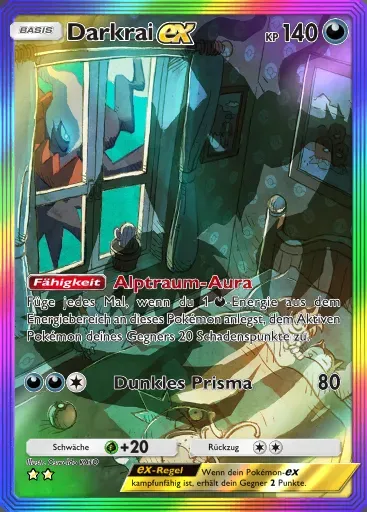 BASIS Darkrai ex KP 140
Fähigkeit Alptraum-Aura
Füge jedes Mal, wenn du 1 -Energie aus dem
Energiebereich an dieses Pokémon anlegst, dem Aktiven
Pokémon deines Gegners 20 Schadenspunkte zu.
Dunkles Prisma 80
Schwäche +20 Rückzug
Illus.
ex-Regel Wenn dein Pokémon-ex
kampfunfähig ist, erhält dein Gegner 2 Punkte.